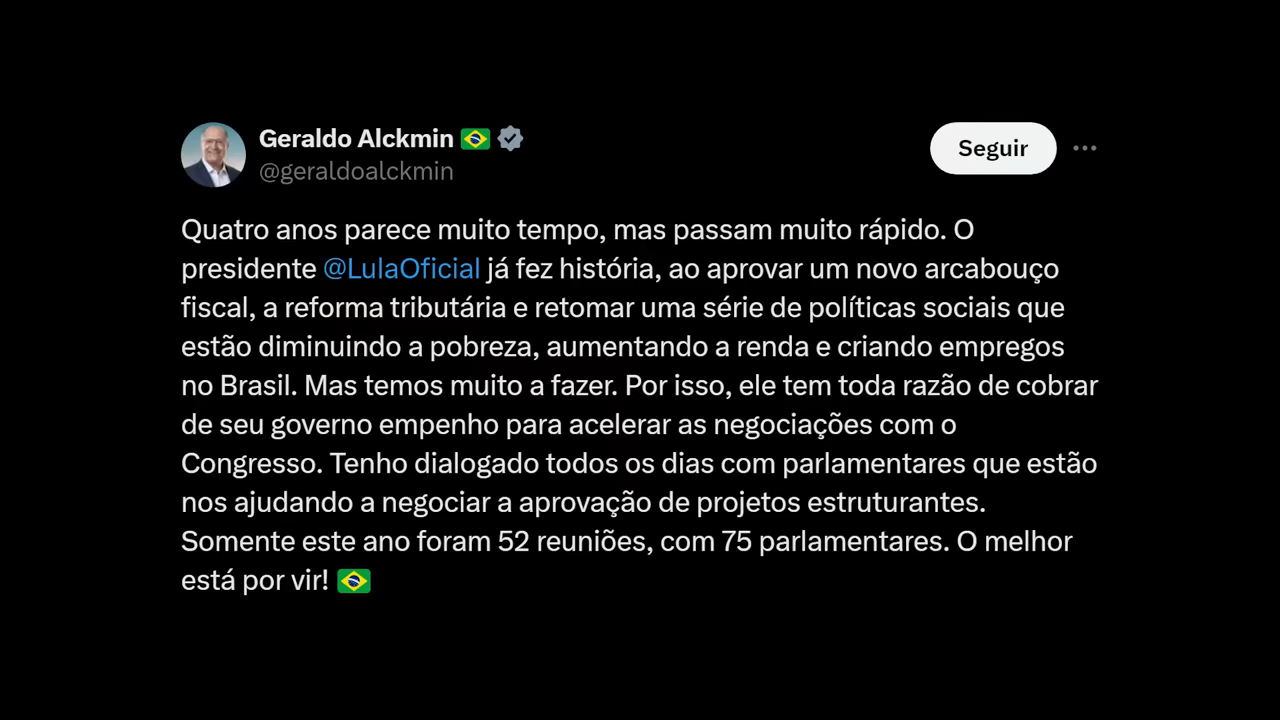 Geraldo Alckmin 🇧🇷
@geraldoalckmin
Seguir
Quatro anos parece muito tempo, mas passam muito rápido. O
presidente @LulaOficial já fez história, ao aprovar um novo arcabouço
fiscal, a reforma tributária e retomar uma série de políticas sociais que
estão diminuindo a pobreza, aumentando a renda e criando empregos
no Brasil. Mas temos muito a fazer. Por isso, ele tem toda razão de cobrar
de seu governo empenho para acelerar as negociações com o
Congresso. Tenho dialogado todos os dias com parlamentares que estão
nos ajudando a negociar a aprovação de projetos estruturantes.
Somente este ano foram 52 reuniões, com 75 parlamentares. O melhor
está por vir! 🇧🇷